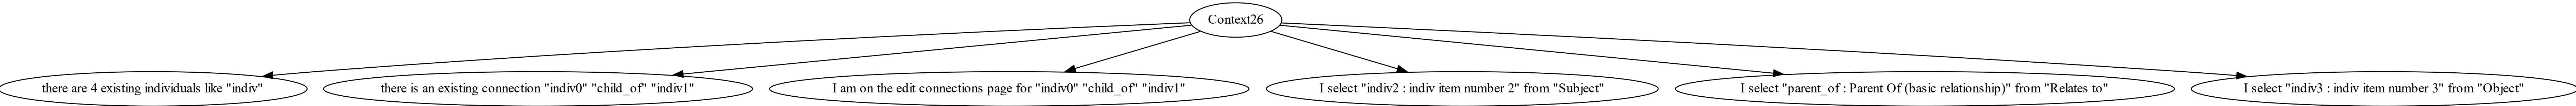 Context26
there are 4 existing individuals like "indiv"
there is an existing connection "indiv0" "child_of" "indiv1"
I am on the edit connections page for "indiv0" "child_of" "indiv1"
I select "indiv2 : indiv item number 2" from "Subject"
I select "parent_of : Parent Of (basic relationship)" from "Relates to"
I select "indiv3 : indiv item number 3" from "Object"